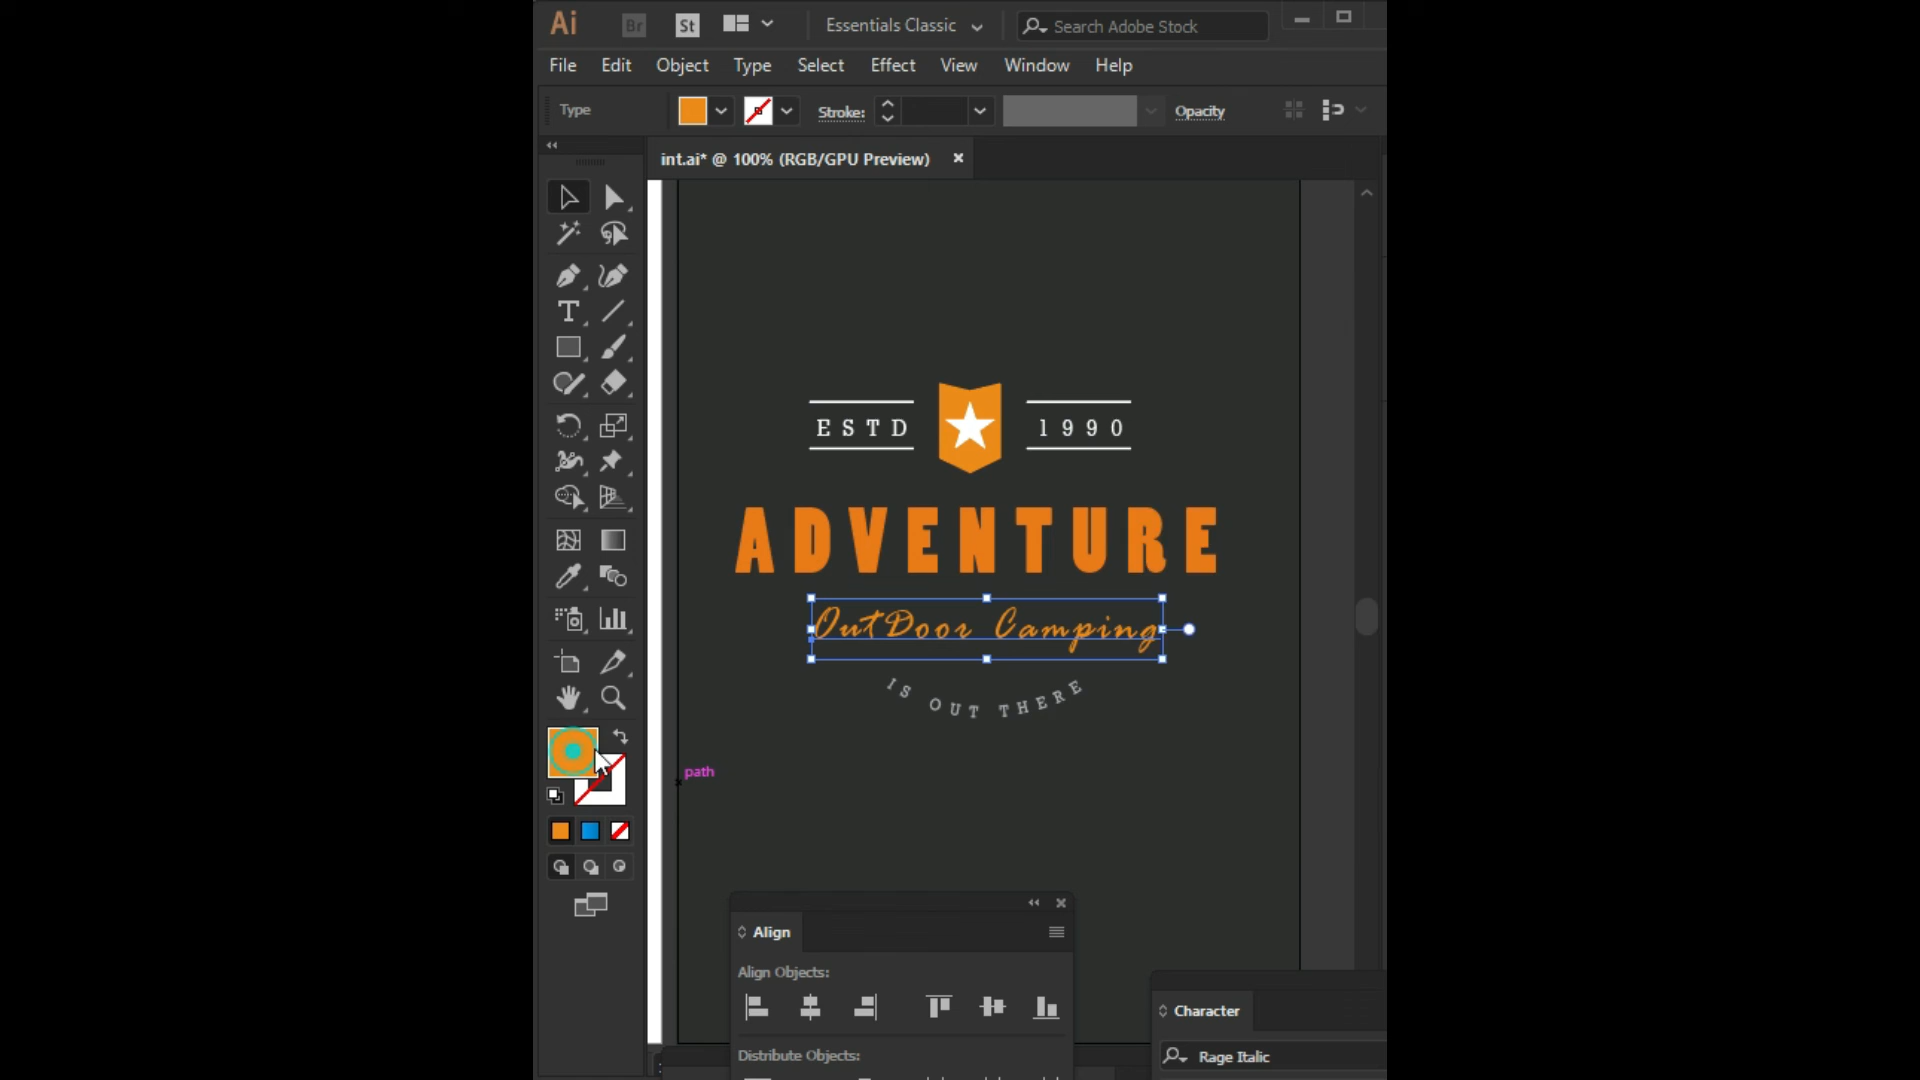 Ai Br St Essentials Classic Search Adobe Stock
File Edit Object Type Select Effect View Window Help
Type Stroke: Opacity
int.ai* @ 100% (RGB/GPU Preview)
ESTD 1990
ADVENTURE
OutDoor Camping
IS OUT THERE
path
Align
Align Objects:
Distribute Objects:
Character
Rage Italic